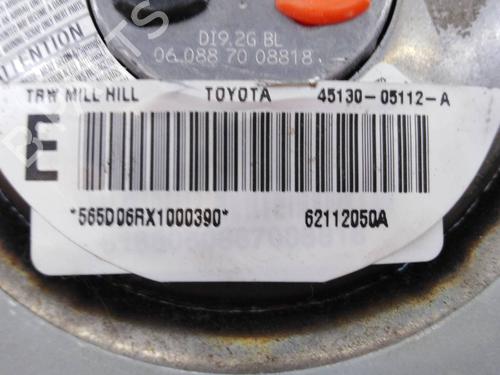 ATTENTION
DI9.2G BL
06.088 70 08818
TRW MILL HILL TOYOTA 45130-05112-A
E
*565D06RX1000390* 62112050A